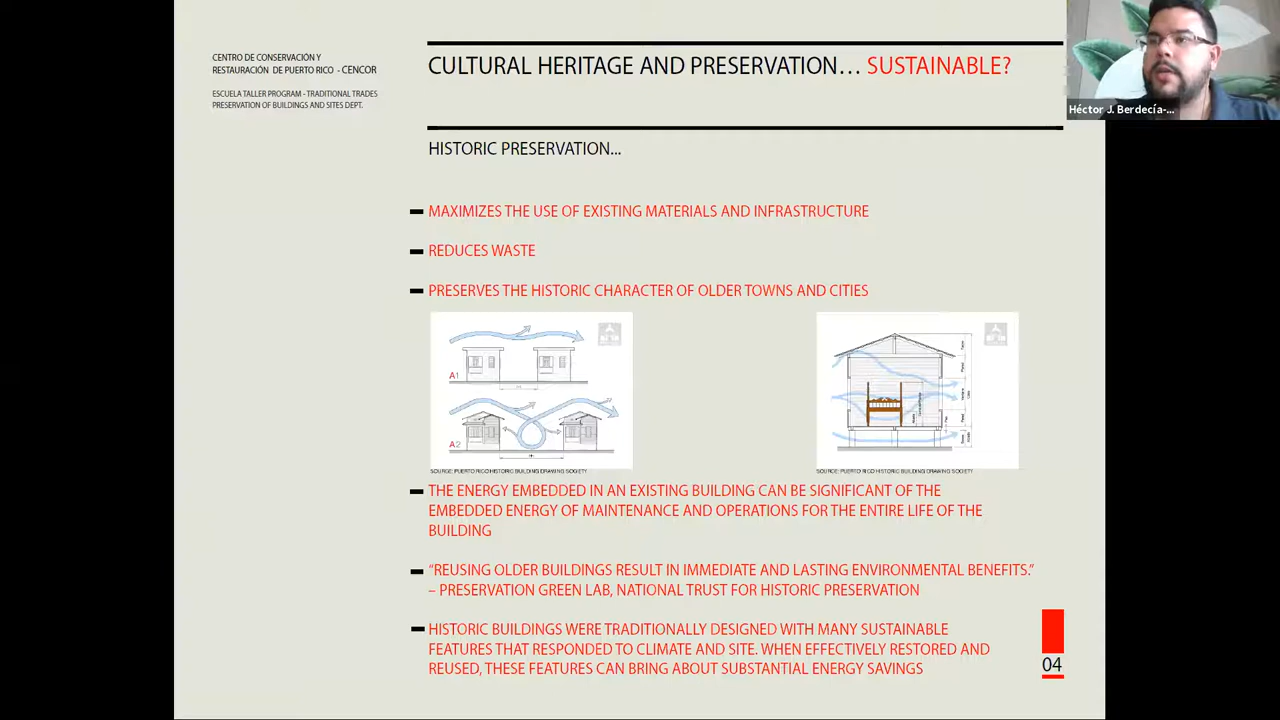 CENTRO DE CONSERVACIÓN Y
RESTAURACIÓN DE PUERTO RICO - CENCOR
ESCUELA TALLER PROGRAM - TRADITIONAL TRADES
PRESERVATION OF BUILDINGS AND SITES DEPT.
CULTURAL HERITAGE AND PRESERVATION... SUSTAINABLE?
Héctor J. Berdecía-...
HISTORIC PRESERVATION...
MAXIMIZES THE USE OF EXISTING MATERIALS AND INFRASTRUCTURE
REDUCES WASTE
PRESERVES THE HISTORIC CHARACTER OF OLDER TOWNS AND CITIES
A1
A2
SOURCE: PUERTO RICO HISTORIC BUILDING DRAWING SOCIETY
SOURCE: PUERTO RICO HISTORIC BUILDING DRAWING SOCIETY
THE ENERGY EMBEDDED IN AN EXISTING BUILDING CAN BE SIGNIFICANT OF THE
EMBEDDED ENERGY OF MAINTENANCE AND OPERATIONS FOR THE ENTIRE LIFE OF THE
BUILDING
“REUSING OLDER BUILDINGS RESULT IN IMMEDIATE AND LASTING ENVIRONMENTAL BENEFITS.”
– PRESERVATION GREEN LAB, NATIONAL TRUST FOR HISTORIC PRESERVATION
HISTORIC BUILDINGS WERE TRADITIONALLY DESIGNED WITH MANY SUSTAINABLE
FEATURES THAT RESPONDED TO CLIMATE AND SITE. WHEN EFFECTIVELY RESTORED AND
REUSED, THESE FEATURES CAN BRING ABOUT SUBSTANTIAL ENERGY SAVINGS
04